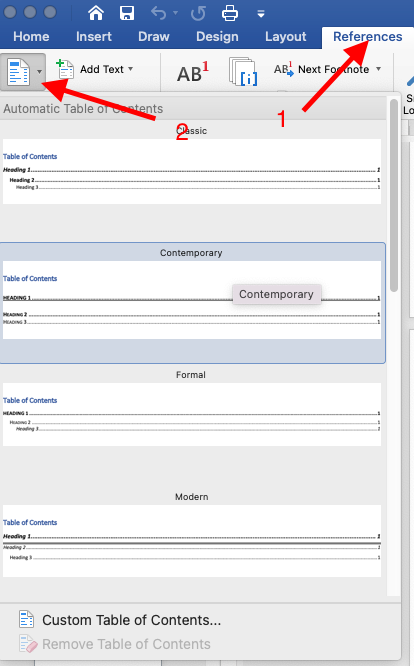 Home Insert Draw Design Layout References
Add Text
AB1
[i]
AB
Next Footnote
1
2
Automatic Table of Contents
Classic
Table of Contents
Heading 1 1
Heading 2 1
Heading 3 1
Contemporary
Table of Contents
HEADING 1 1
HEADING 2 1
HEADING 3 1
Contemporary
Formal
Table of Contents
HEADING 1 1
HEADING 2 1
Heading 3 1
Modern
Table of Contents
Heading 1 1
Heading 2 1
Heading 3 1
Custom Table of Contents...
Remove Table of Contents